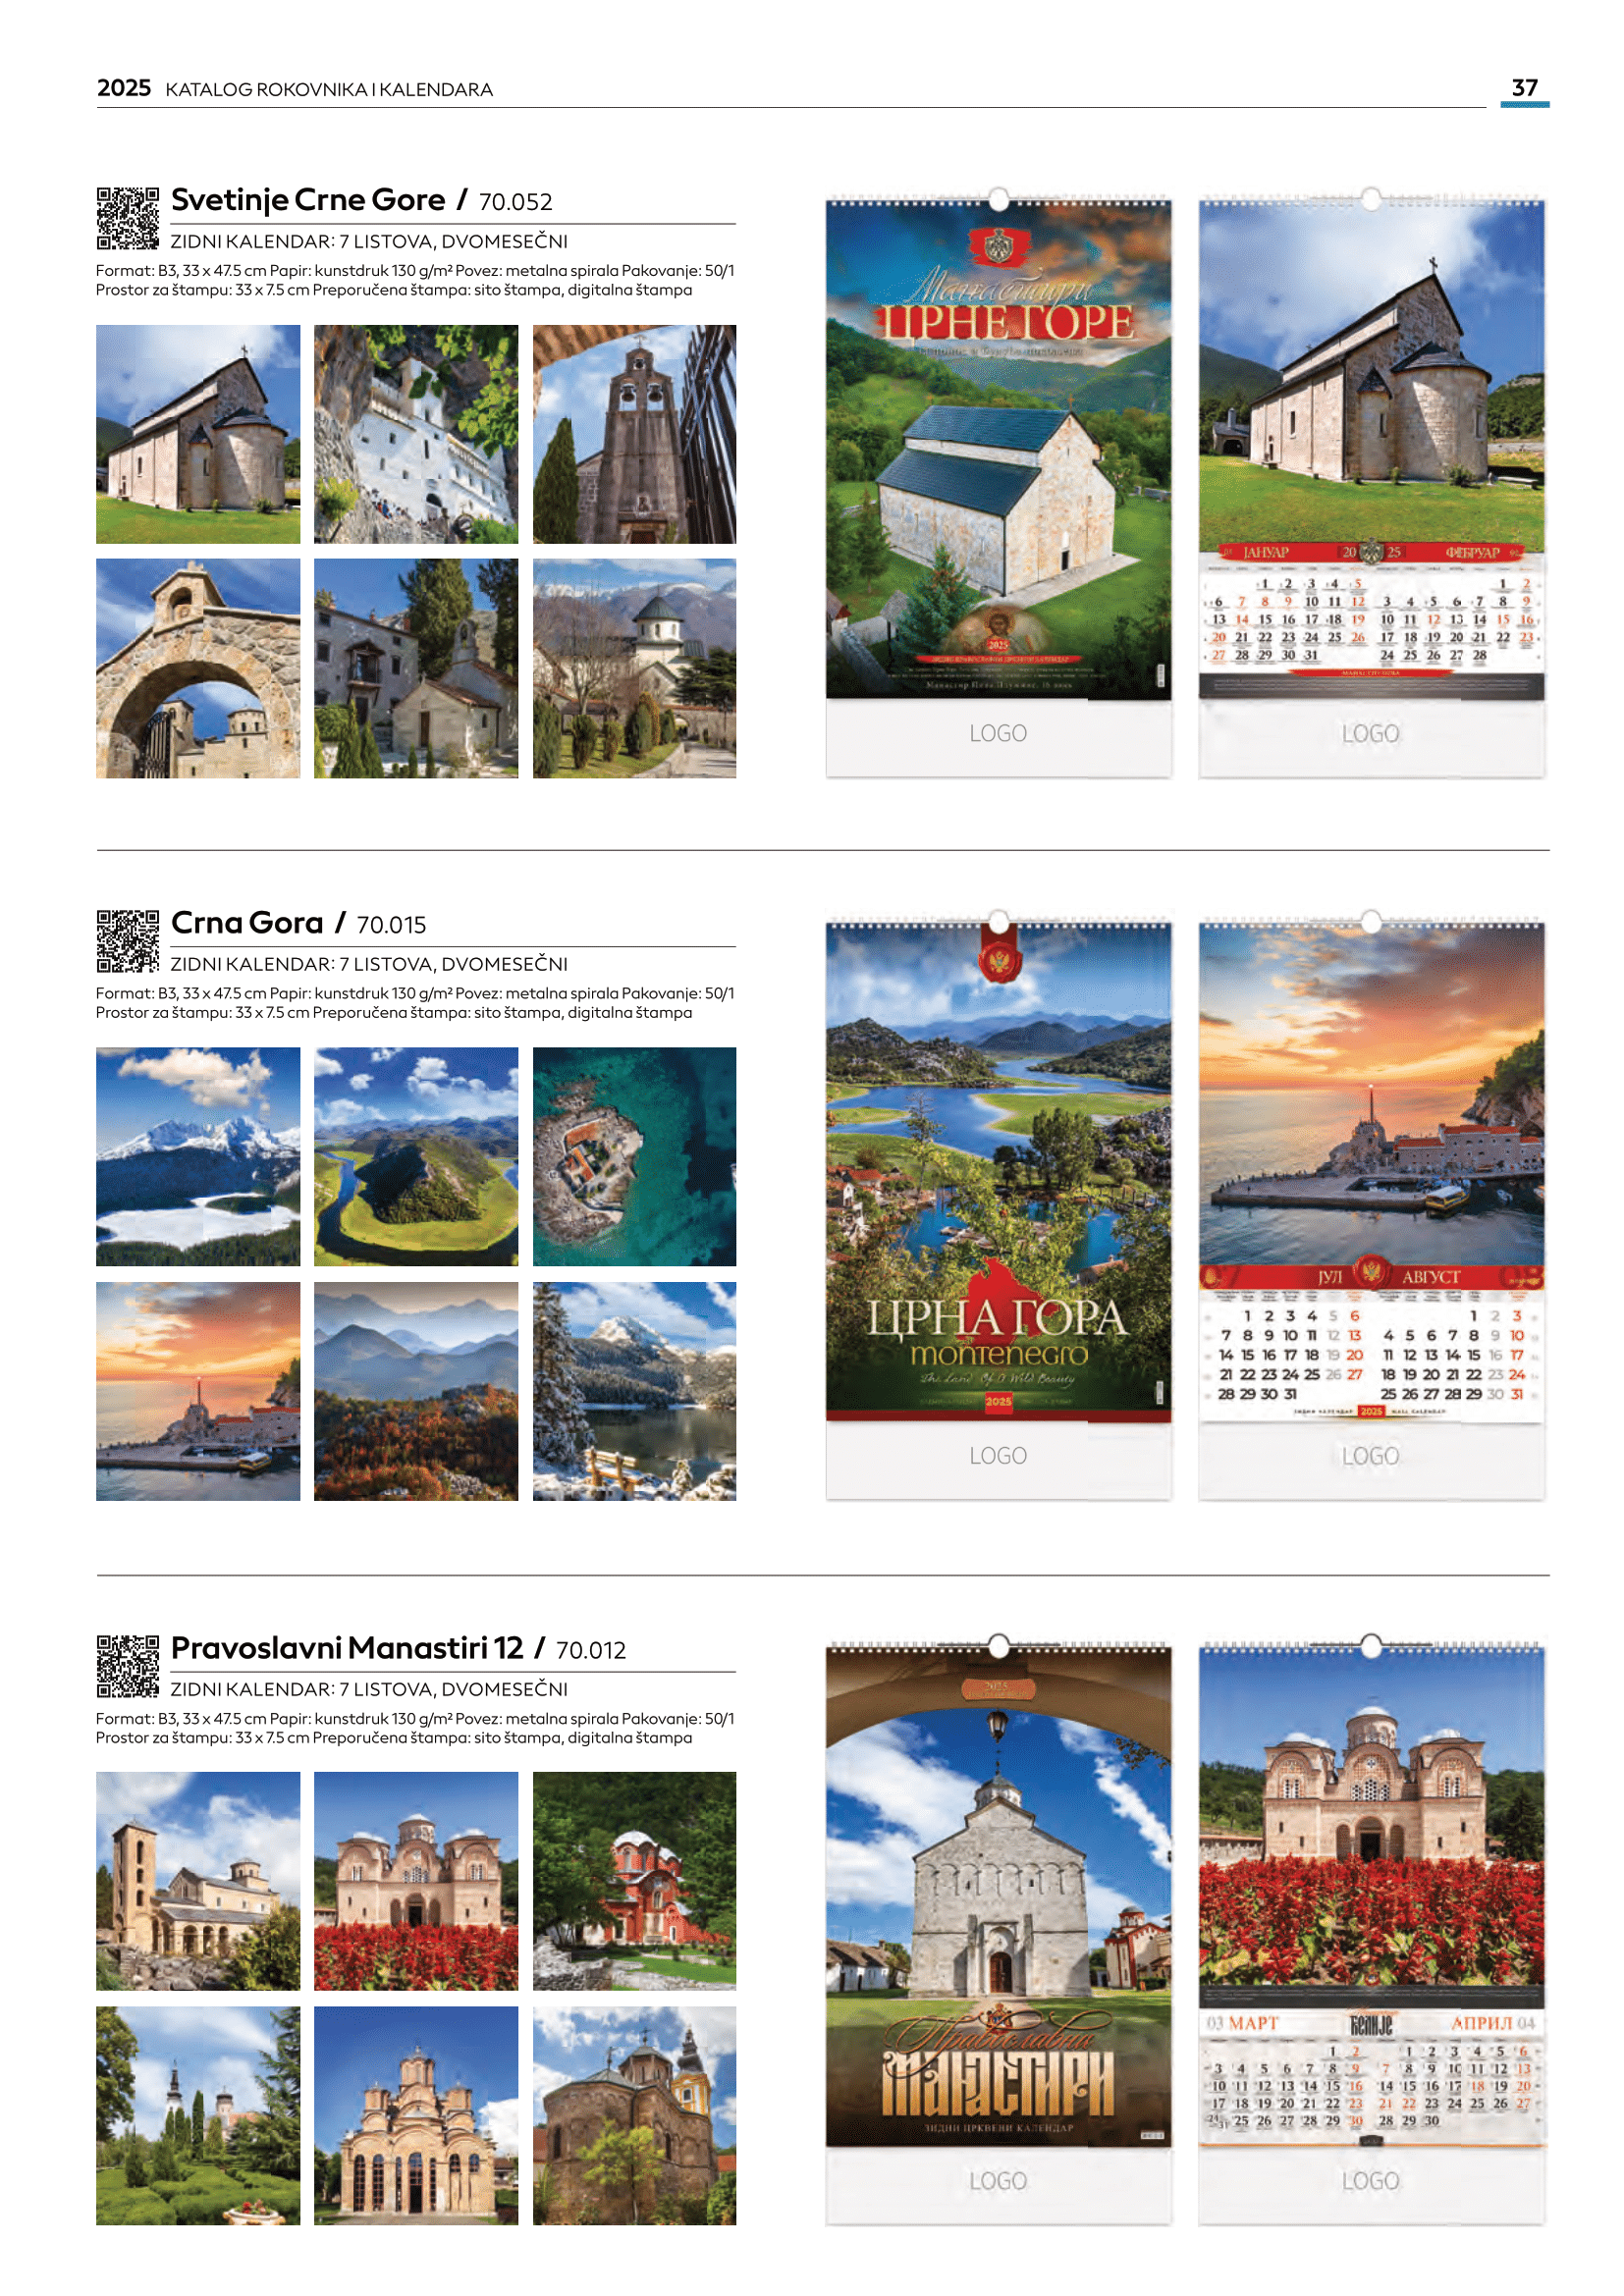 2025 KATALOG ROKOVNIKA I KALENDARA
37
Svetinje Crne Gore / 70.052
ZIDNI KALENDAR: 7 LISTOVA, DVOMESEČNI
Format: B3, 33 x 47.5 cm Papir: kunstdruk 130 g/m² Povez: metalna spirala Pakovanje: 50/1
Prostor za štampu: 33 x 7.5 cm Preporučena štampa: sito štampa, digitalna štampa
Манастири
ЦРНЕ ГОРЕ
2025
LOGO
ЈАНУАР 20 25 ФЕБРУАР
1 2 3 4 5 1 2
6 7 8 9 10 11 12 3 4 5 6 7 8 9
13 14 15 16 17 18 19 10 11 12 13 14 15 16
20 21 22 23 24 25 26 17 18 19 20 21 22 23
27 28 29 30 31 24 25 26 27 28
LOGO
Crna Gora / 70.015
ZIDNI KALENDAR: 7 LISTOVA, DVOMESEČNI
Format: B3, 33 x 47.5 cm Papir: kunstdruk 130 g/m² Povez: metalna spirala Pakovanje: 50/1
Prostor za štampu: 33 x 7.5 cm Preporučena štampa: sito štampa, digitalna štampa
ЦРНА ГОРА
montenegro
The Land Of A Wild Beauty
2025
LOGO
ЈУЛ АВГУСТ
1 2 3 4 5 6 1 2 3
7 8 9 10 11 12 13 4 5 6 7 8 9 10
14 15 16 17 18 19 20 11 12 13 14 15 16 17
21 22 23 24 25 26 27 18 19 20 21 22 23 24
28 29 30 31 25 26 27 28 29 30 31
ЗИДНИ КАЛЕНДАР 2025 WALL CALENDAR
LOGO
Pravoslavni Manastiri 12 / 70.012
ZIDNI KALENDAR: 7 LISTOVA, DVOMESEČNI
Format: B3, 33 x 47.5 cm Papir: kunstdruk 130 g/m² Povez: metalna spirala Pakovanje: 50/1
Prostor za štampu: 33 x 7.5 cm Preporučena štampa: sito štampa, digitalna štampa
2025
Православни
МАНАСТИРИ
ЗИДНИ ЦРКВЕНИ КАЛЕНДАР
LOGO
03 МАРТ ЋЕЛИЈЕ АПРИЛ 04
1 2 1 2 3 4 5 6
3 4 5 6 7 8 9 7 8 9 10 11 12 13
10 11 12 13 14 15 16 14 15 16 17 18 19 20
17 18 19 20 21 22 23 21 22 23 24 25 26 27
24 31 25 26 27 28 29 30 28 29 30
LOGO